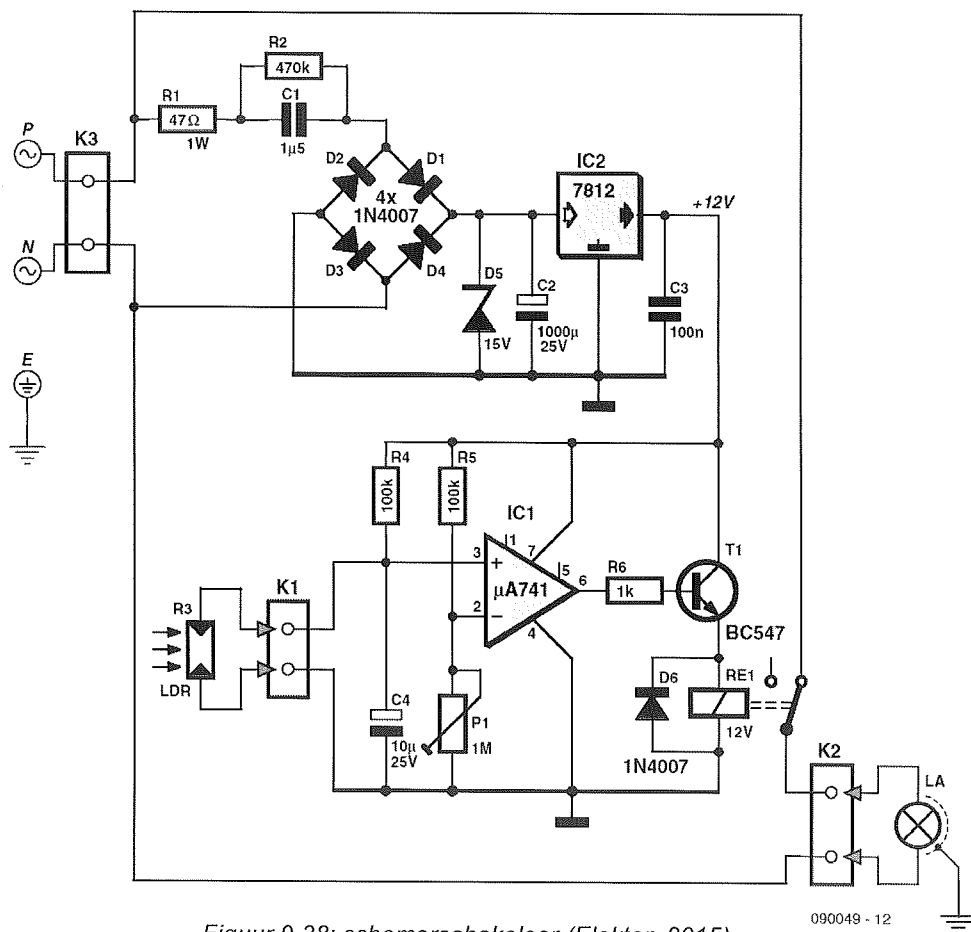 R2
470k
R1
C1
47Ω
1W
1µ5
P
K3
D2
D1
4x
1N4007
D3
D4
IC2
7812
+12V
N
D5
15V
C2
1000µ
25V
C3
100n
E
R4
R5
100k
100k
IC1
1
7
3
+
5
6
µA741
2
−
4
R6
1k
T1
BC547
K1
R3
LDR
C4
10µ
25V
P1
1M
D6
1N4007
RE1
12V
K2
LA
090049 - 12
Figuur 9-38: schemerschakelaar (Elektor, 2015)